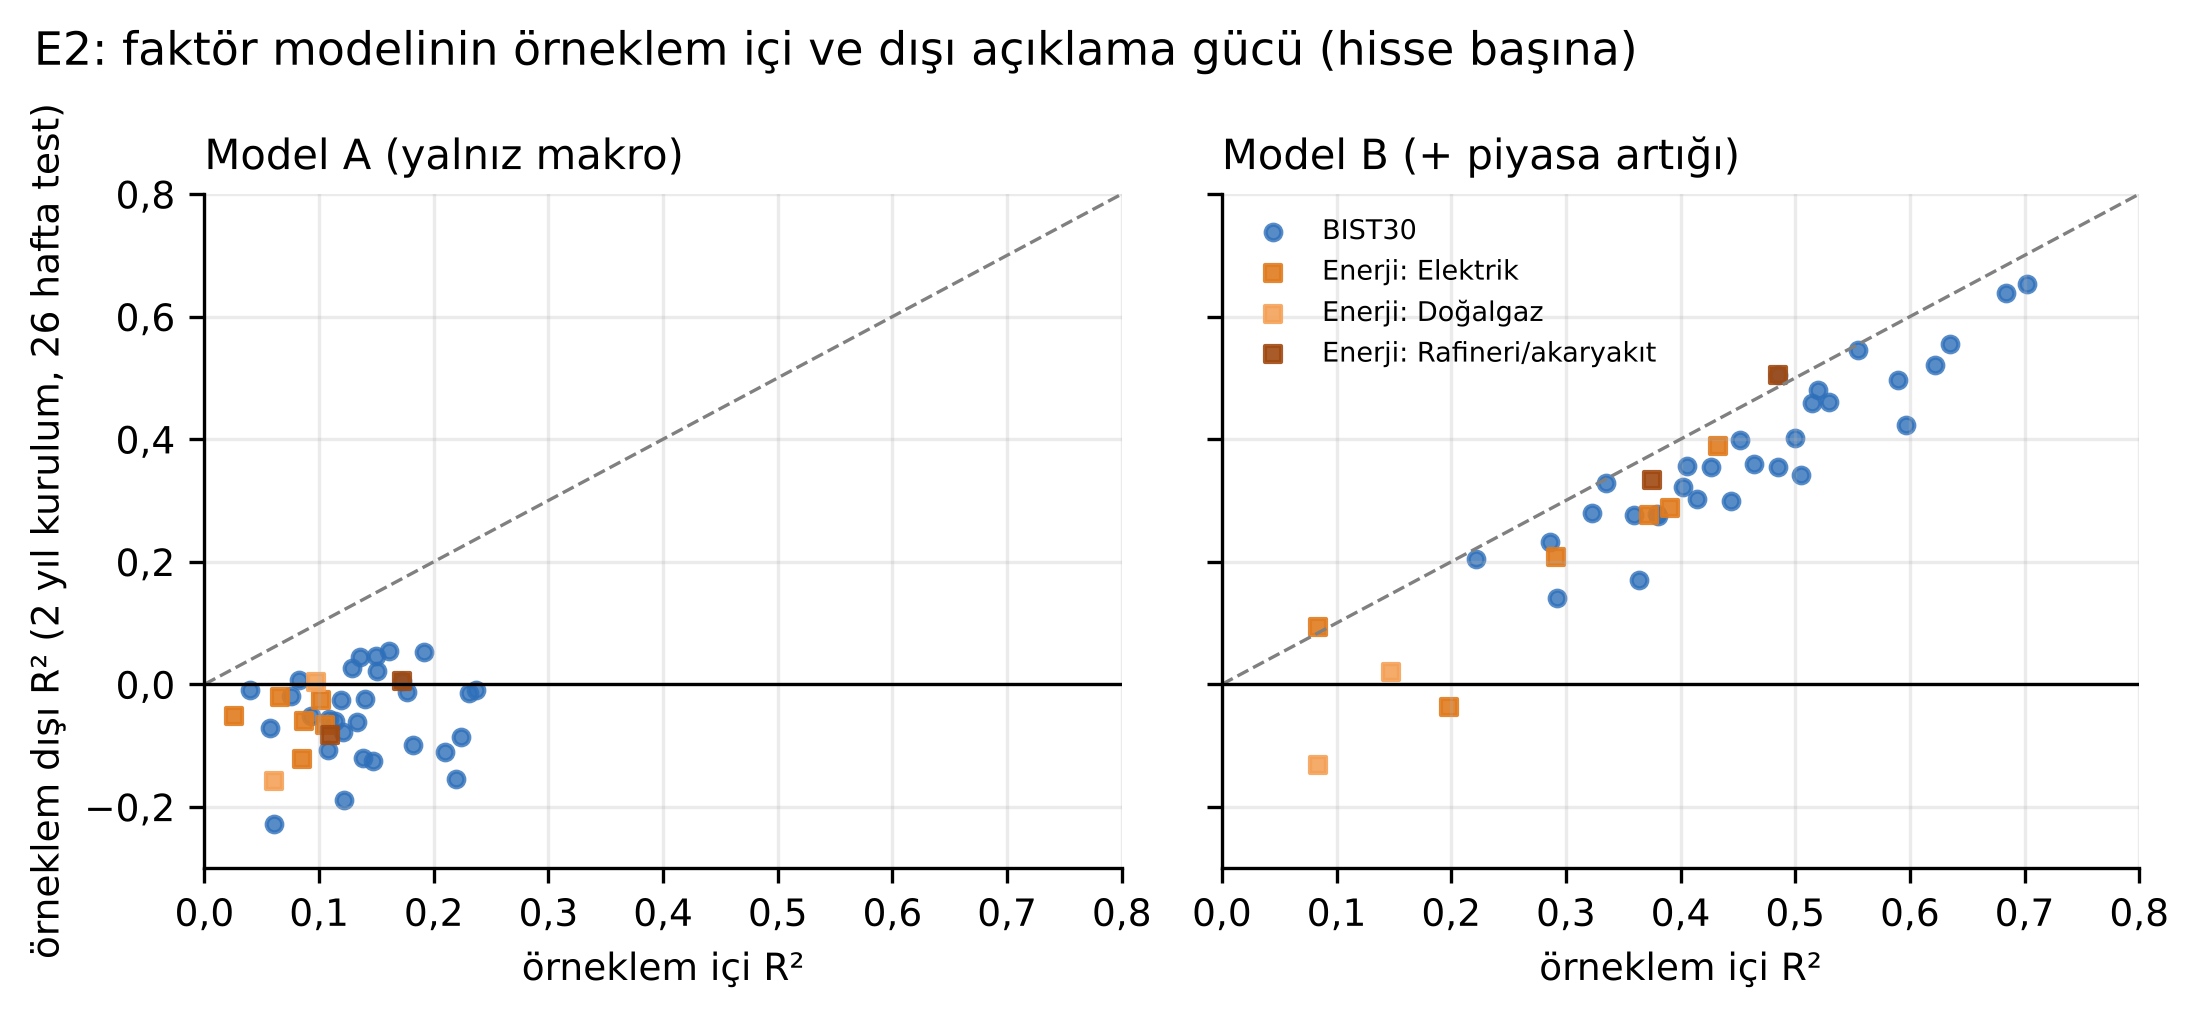 E2: faktör modelinin örneklem içi ve dışı açıklama gücü (hisse başına)
örneklem dışı R² (2 yıl kurulum, 26 hafta test)
Model A (yalnız makro)
0,8
0,6
0,4
0,2
0,0
−0,2
0,0 0,1 0,2 0,3 0,4 0,5 0,6 0,7 0,8
örneklem içi R²
Model B (+ piyasa artığı)
BIST30
Enerji: Elektrik
Enerji: Doğalgaz
Enerji: Rafineri/akaryakıt
0,0 0,1 0,2 0,3 0,4 0,5 0,6 0,7 0,8
örneklem içi R²